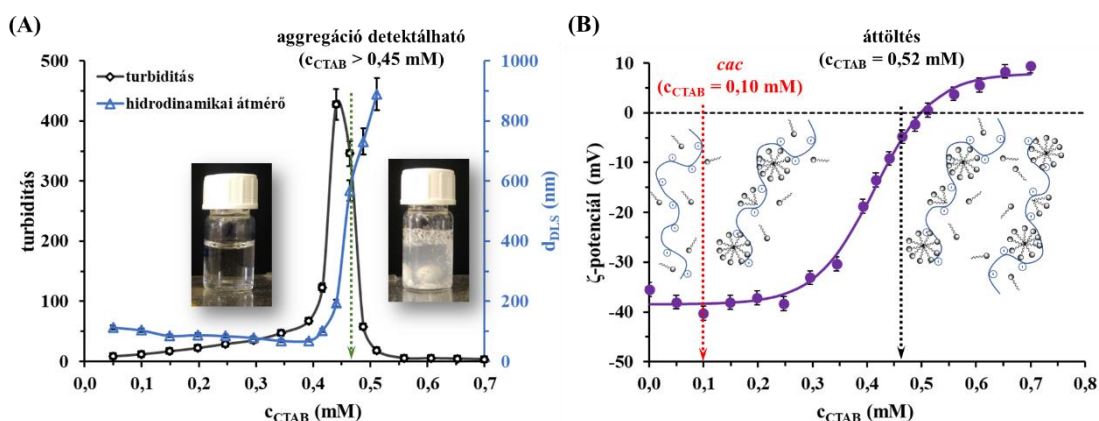 (A)
aggregáció detektálható
(cCTAB > 0,45 mM)
turbiditás
hidrodinamikai átmérő
500
400
300
200
100
0
turbiditás
1000
800
600
400
200
0
dDLS (nm)
0,0 0,1 0,2 0,3 0,4 0,5 0,6 0,7
cCTAB (mM)
(B)
áttöltés
(cCTAB = 0,52 mM)
cac
(cCTAB = 0,10 mM)
10
0
-10
-20
-30
-40
-50
ζ-potenciál (mV)
0,0 0,1 0,2 0,3 0,4 0,5 0,6 0,7 0,8
cCTAB (mM)